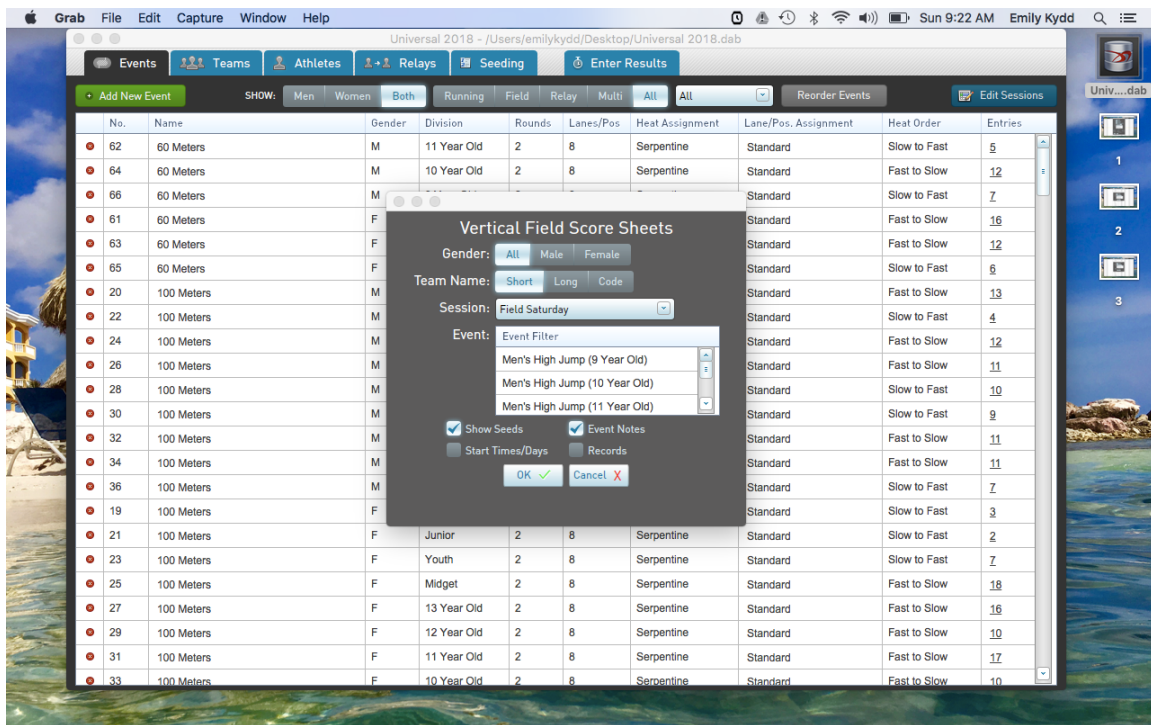 Grab File Edit Capture Window Help Sun 9:22 AM Emily Kydd
Universal 2018 - /Users/emilykydd/Desktop/Universal 2018.dab
Events Teams Athletes Relays Seeding Enter Results
Add New Event SHOW: Men Women Both Running Field Relay Multi All All Reorder Events Edit Sessions
Univ....dab
No. Name Gender Division Rounds Lanes/Pos Heat Assignment Lane/Pos. Assignment Heat Order Entries
62 60 Meters M 11 Year Old 2 8 Serpentine Standard Slow to Fast 5
64 60 Meters M 10 Year Old 2 8 Serpentine Standard Fast to Slow 12
1
66 60 Meters M Standard Slow to Fast 7
61 60 Meters F Standard Fast to Slow 16
2
63 60 Meters F Standard Fast to Slow 12
65 60 Meters F Standard Slow to Fast 6
20 100 Meters M Standard Fast to Slow 13
3
22 100 Meters M Standard Slow to Fast 4
24 100 Meters M Standard Fast to Slow 12
26 100 Meters M Standard Fast to Slow 11
28 100 Meters M Standard Fast to Slow 10
30 100 Meters M Standard Fast to Slow 9
32 100 Meters M Standard Fast to Slow 11
34 100 Meters M Standard Fast to Slow 11
36 100 Meters M Standard Slow to Fast 7
19 100 Meters F Standard Slow to Fast 3
21 100 Meters F Junior 2 8 Serpentine Standard Slow to Fast 2
23 100 Meters F Youth 2 8 Serpentine Standard Slow to Fast 7
25 100 Meters F Midget 2 8 Serpentine Standard Fast to Slow 18
27 100 Meters F 13 Year Old 2 8 Serpentine Standard Fast to Slow 16
29 100 Meters F 12 Year Old 2 8 Serpentine Standard Fast to Slow 10
31 100 Meters F 11 Year Old 2 8 Serpentine Standard Fast to Slow 17
33 100 Meters F 10 Year Old 2 8 Serpentine Standard Fast to Slow 10
Vertical Field Score Sheets
Gender: All Male Female
Team Name: Short Long Code
Session: Field Saturday
Event: Event Filter
Men's High Jump (9 Year Old)
Men's High Jump (10 Year Old)
Men's High Jump (11 Year Old)
Show Seeds Event Notes
Start Times/Days Records
OK Cancel